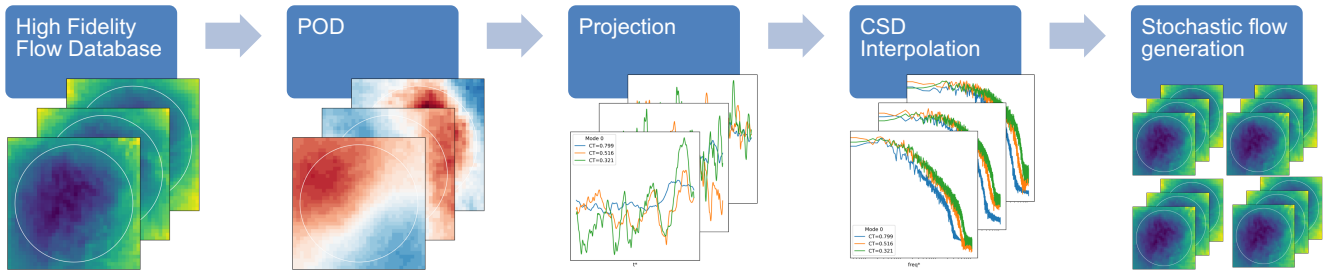 High Fidelity
Flow Database
POD
Projection
CSD
Interpolation
Stochastic flow
generation
Mode 0
CT=0.799
CT=0.516
CT=0.321
t*
Mode 0
CT=0.799
CT=0.516
CT=0.321
freq*